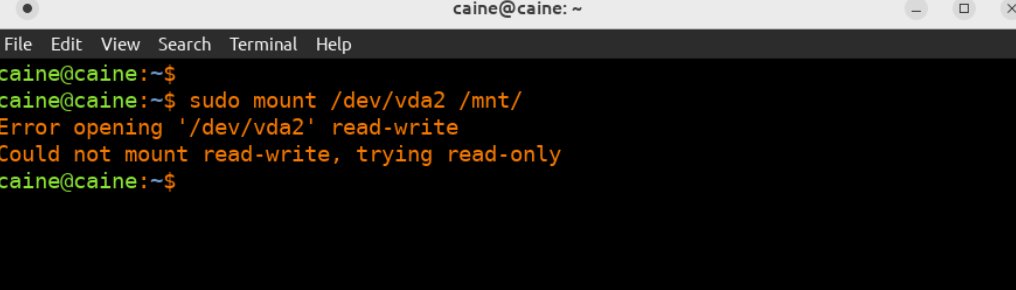 caine@caine: ~
File Edit View Search Terminal Help
caine@caine:~$
caine@caine:~$ sudo mount /dev/vda2 /mnt/
Error opening '/dev/vda2' read-write
Could not mount read-write, trying read-only
caine@caine:~$